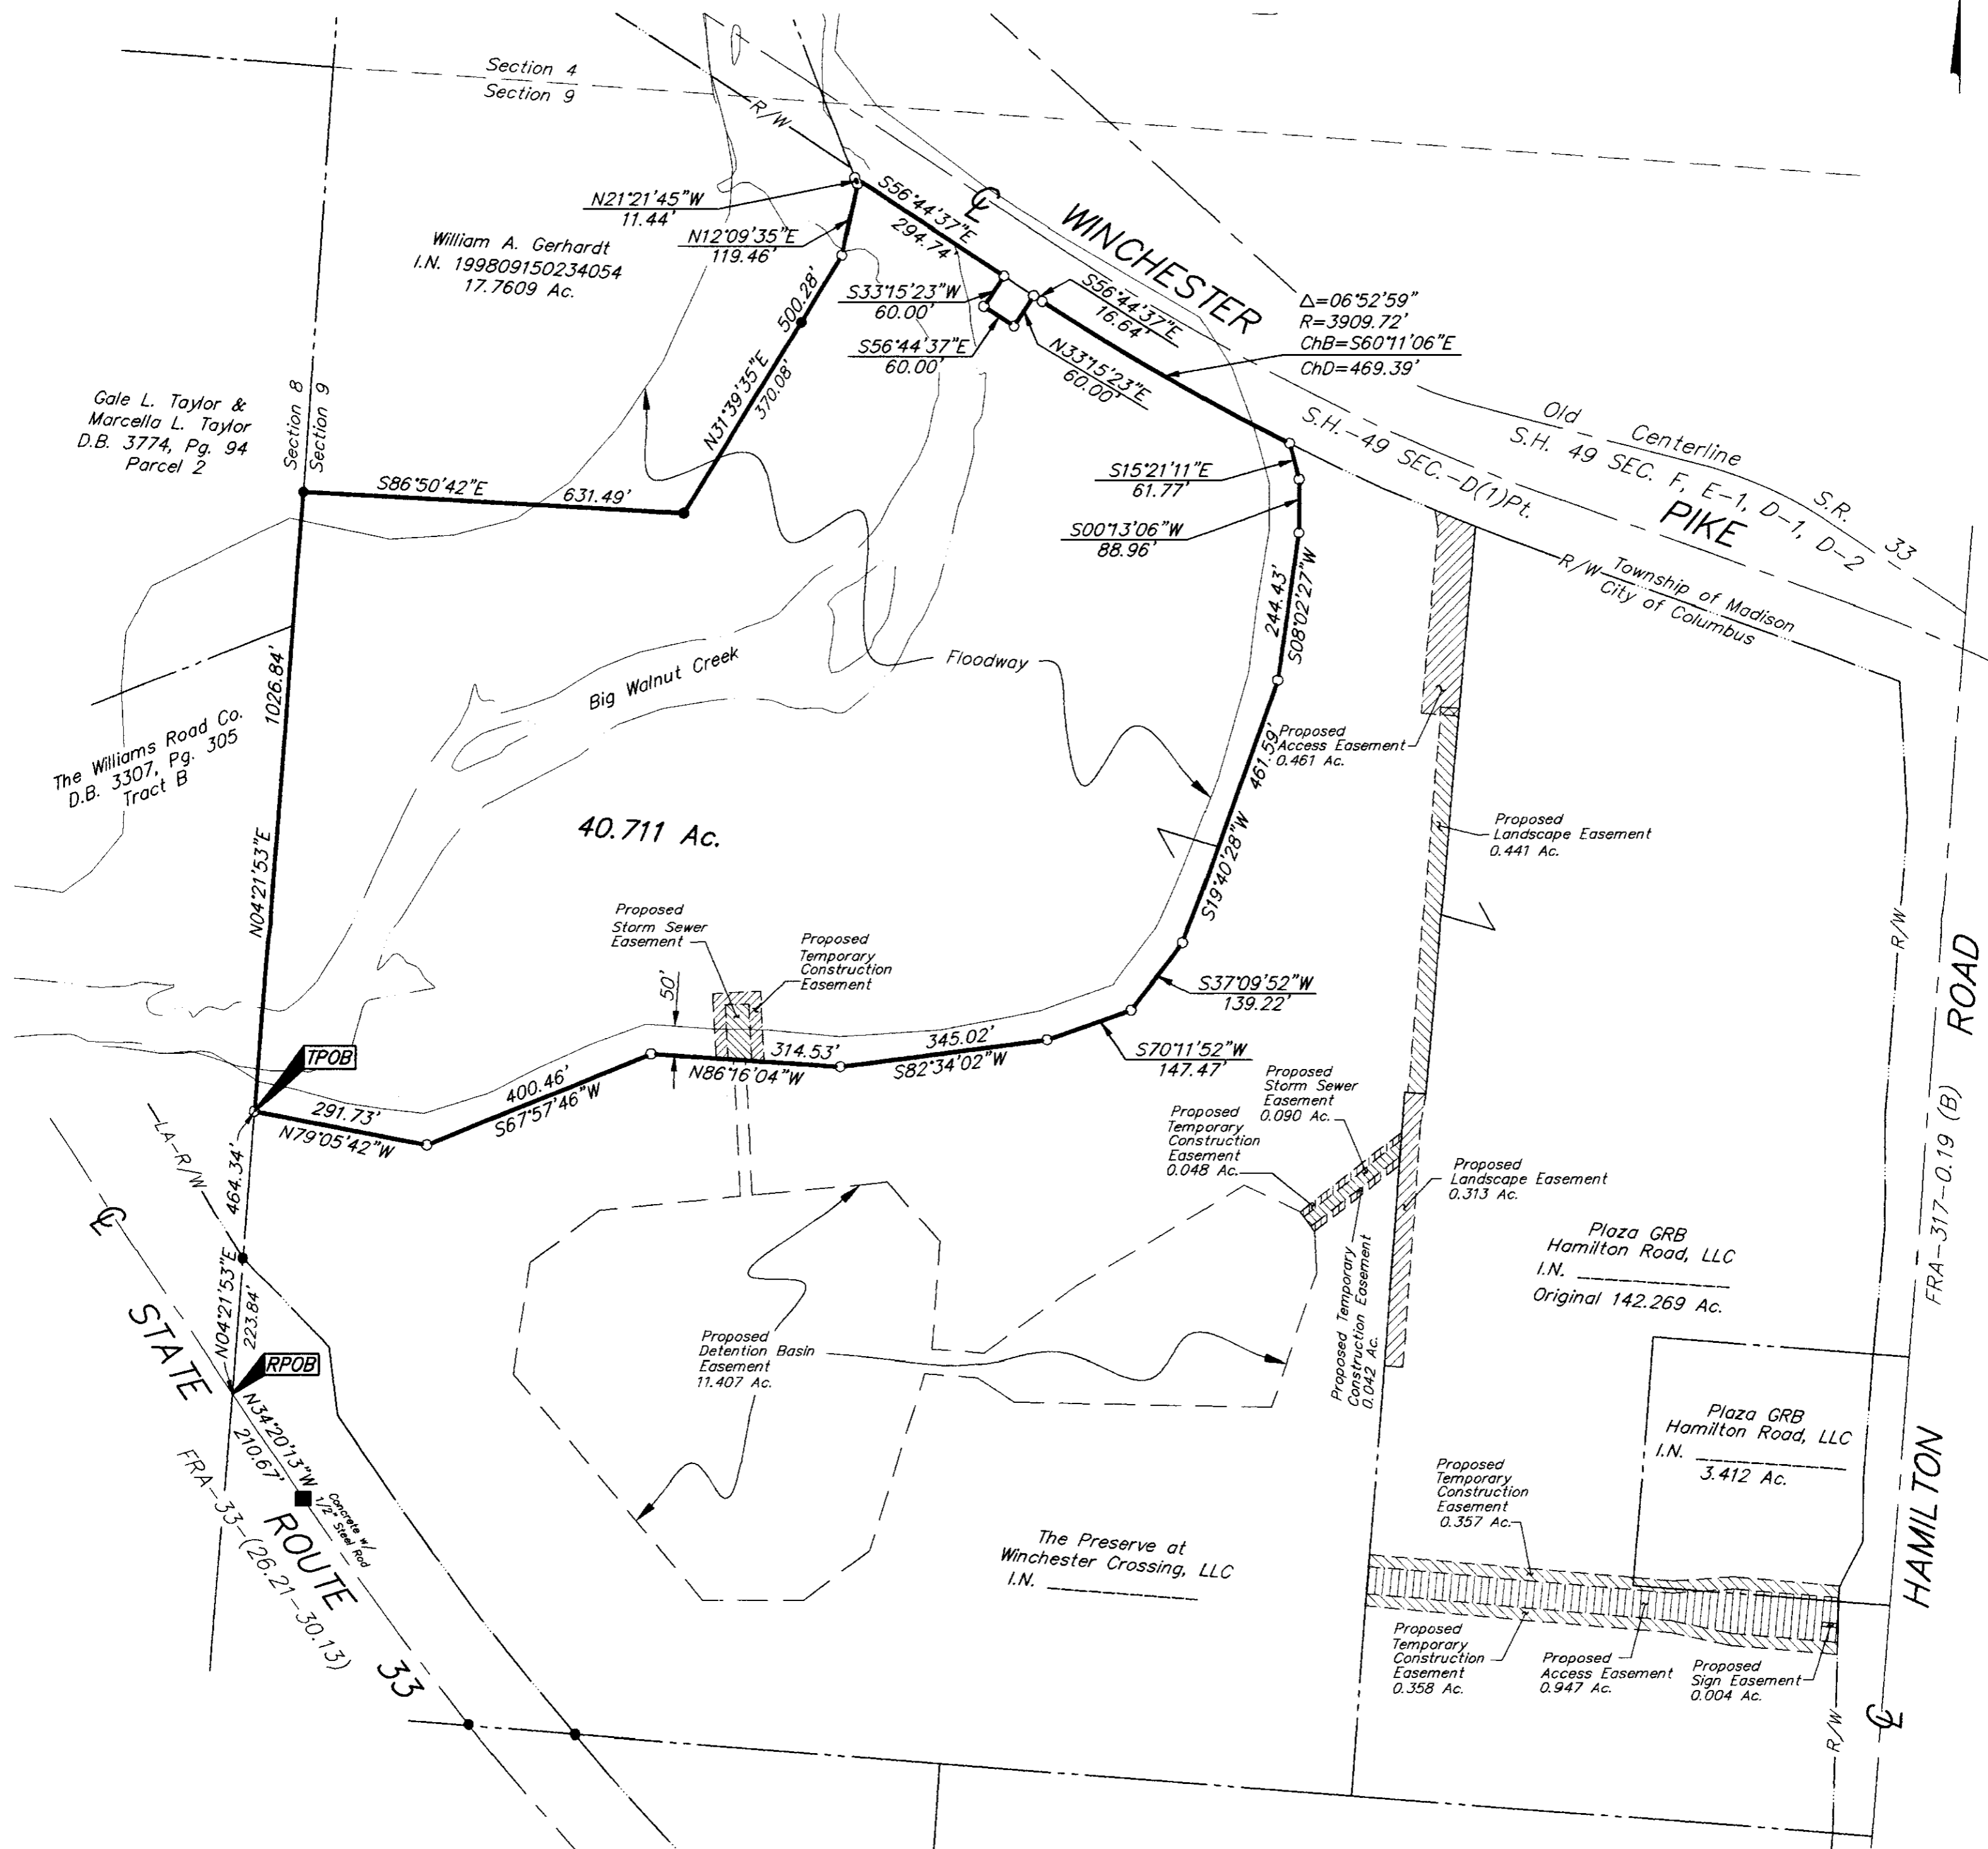 Section 4
Section 9
R/W
N21°21'45"W
11.44'
S56°44'37"E
294.74'
℄
WINCHESTER
N12°09'35"E
119.46'
William A. Gerhardt
I.N. 199809150234054
17.7609 Ac.
500.28'
S33°15'23"W
60.00'
S56°44'37"E
16.64'
Δ=06°52'59"
R=3909.72'
ChB=S60°11'06"E
ChD=469.39'
S56°44'37"E
60.00'
N33°15'23"E
60.00'
N31°39'35"E
370.08'
Gale L. Taylor &
Marcella L. Taylor
D.B. 3774, Pg. 94
Parcel 2
Section 8
Section 9
Old Centerline S.R. 33
S.H. 49 SEC. F, E-1, D-1, D-2
S.H.-49 SEC.-D(1)Pt.
PIKE
S86°50'42"E 631.49'
S15°21'11"E
61.77'
S00°13'06"W
88.96'
R/W
Township of Madison
City of Columbus
244.43'
S08°02'27"W
Floodway
Big Walnut Creek
1026.84'
N04°21'53"E
The Williams Road Co.
D.B. 3307, Pg. 305
Tract B
461.59'
S19°40'28"W
Proposed
Access Easement
0.461 Ac.
40.711 Ac.
Proposed
Landscape Easement
0.441 Ac.
Proposed
Storm Sewer
Easement
Proposed
Temporary
Construction
Easement
50'
R/W
ROAD
S37°09'52"W
139.22'
TPOB
345.02'
S82°34'02"W
314.53'
N86°16'04"W
S70°11'52"W
147.47'
400.46'
S67°57'46"W
291.73'
N79°05'42"W
Proposed
Storm Sewer
Easement
0.090 Ac.
Proposed
Temporary
Construction
Easement
0.048 Ac.
LA-R/W
464.34'
Proposed
Landscape Easement
0.313 Ac.
FRA-317-0.19 (B)
℄
N04°21'53"E
223.84'
Plaza GRB
Hamilton Road, LLC
I.N.
Original 142.269 Ac.
Proposed Temporary
Construction Easement
0.042 Ac.
STATE
RPOB
Proposed
Detention Basin
Easement
11.407 Ac.
N34°20'13"W
210.67'
Plaza GRB
Hamilton Road, LLC
I.N.
3.412 Ac.
HAMILTON
FRA-33-(26.21-30.13)
Concrete w/
1/2" Steel Rod
ROUTE
Proposed
Temporary
Construction
Easement
0.357 Ac.
The Preserve at
Winchester Crossing, LLC
I.N.
33
Proposed
Temporary
Construction
Easement
0.358 Ac.
Proposed
Access Easement
0.947 Ac.
Proposed
Sign Easement
0.004 Ac.
R/W
℄